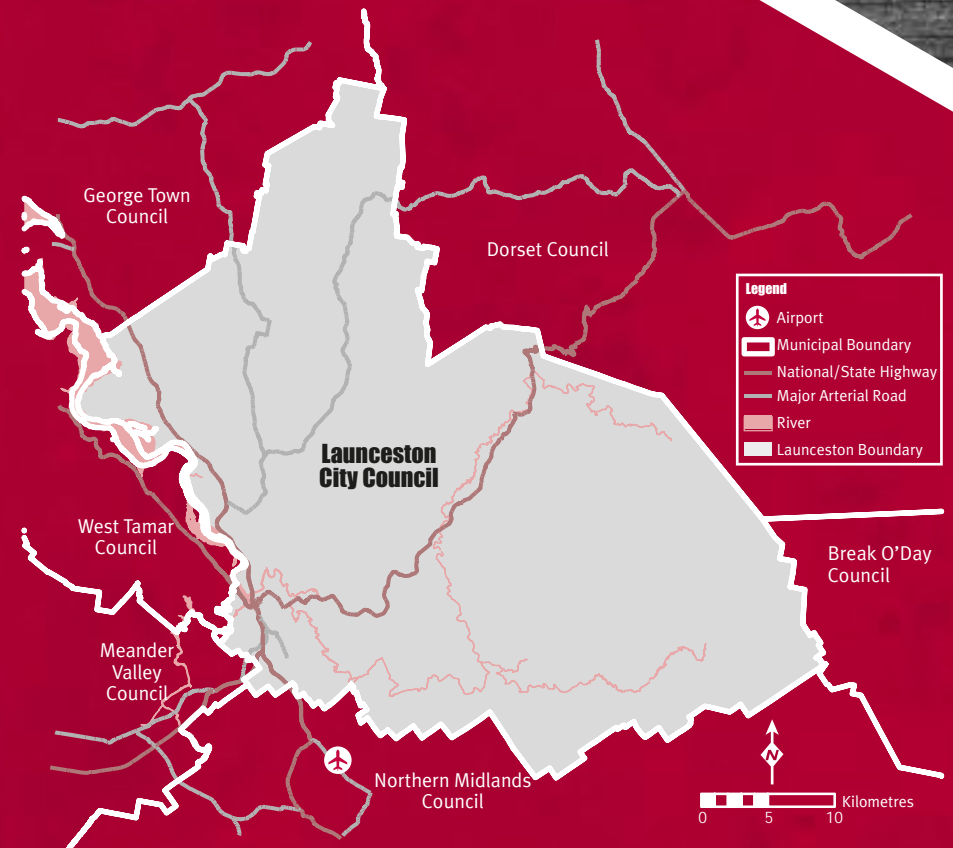 George Town
Council
Dorset Council
Legend
Airport
Municipal Boundary
National/State Highway
Major Arterial Road
River
Launceston Boundary
Launceston
City Council
West Tamar
Council
Break O’Day
Council
Meander
Valley
Council
Northern Midlands
Council
N
Kilometres
0 5 10